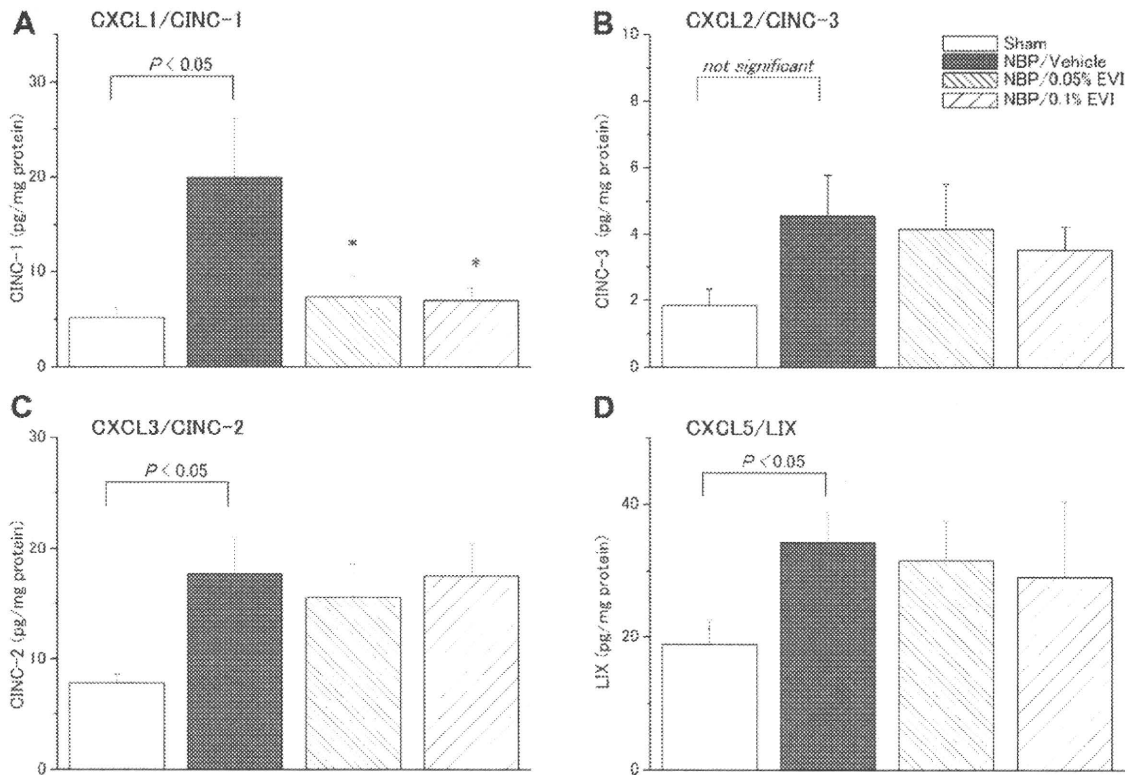 A
CXCL1/CINC-1
P < 0.05
*
*
30
20
10
0
CINC-1 (pg/mg protein)
B
CXCL2/CINC-3
Sham
NBP/Vehicle
NBP/0.05% EVI
NBP/0.1% EVI
not significant
10
8
6
4
2
0
CINC-3 (pg/mg protein)
C
CXCL3/CINC-2
P < 0.05
30
20
10
0
CINC-2 (pg/mg protein)
D
CXCL5/LIX
P < 0.05
40
20
0
LIX (pg/mg protein)